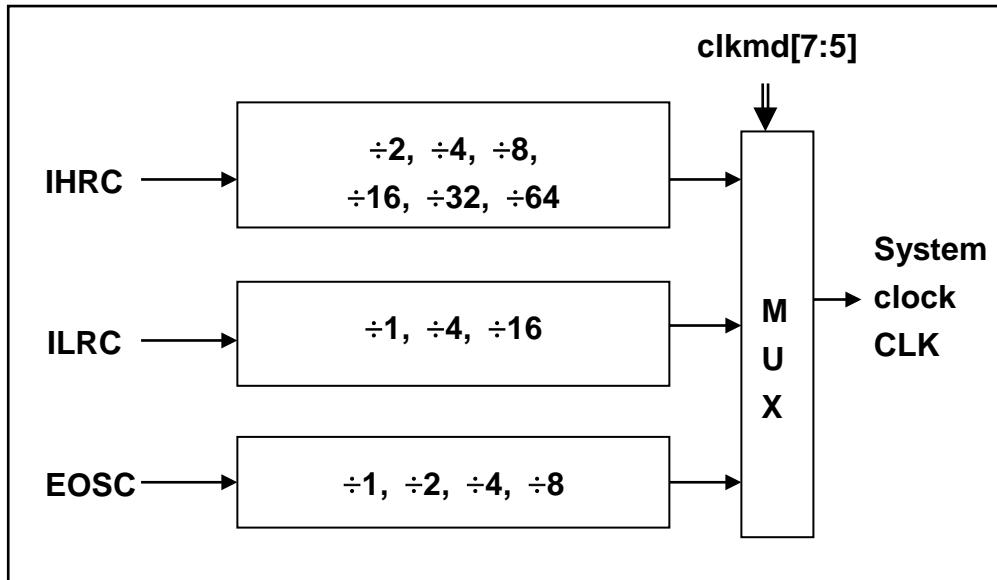 clkmd[7:5]
IHRC
÷2, ÷4, ÷8,
÷16, ÷32, ÷64
ILRC
÷1, ÷4, ÷16
EOSC
÷1, ÷2, ÷4, ÷8
M
U
X
System
clock
CLK